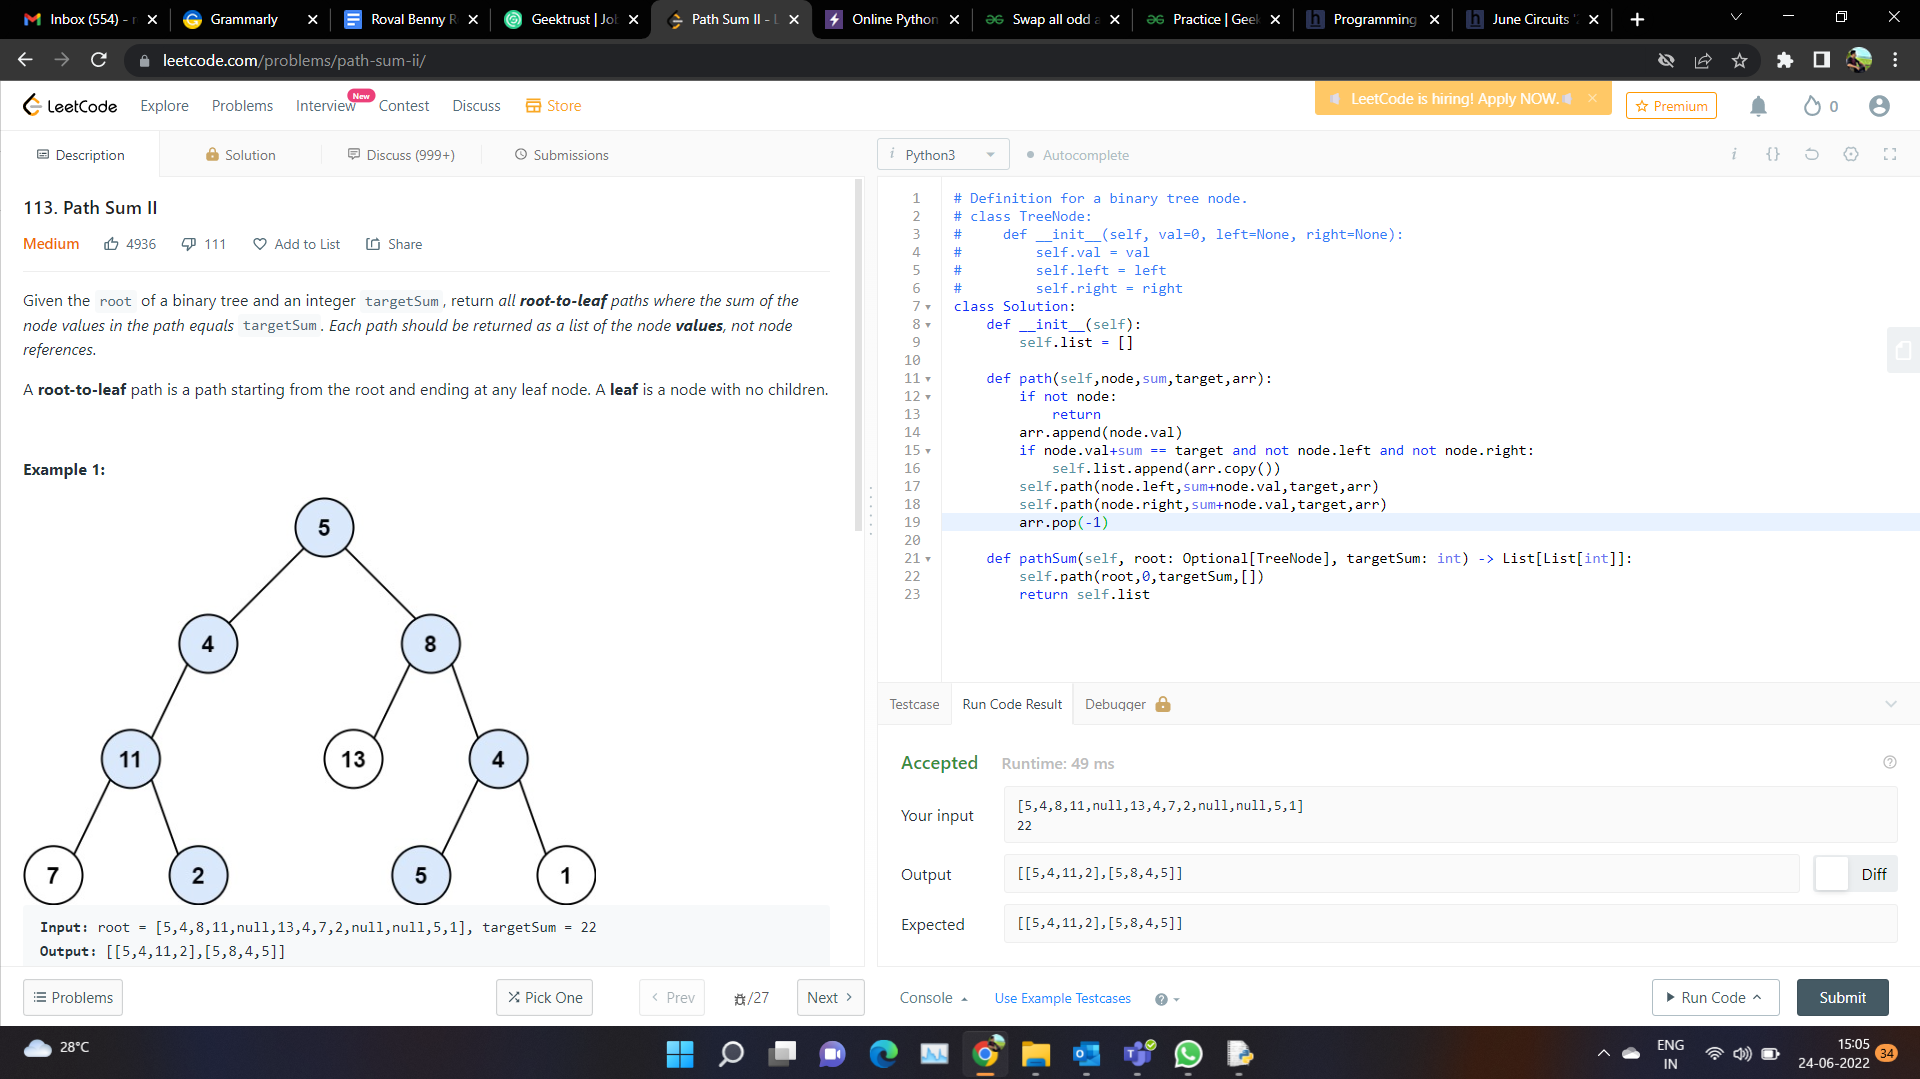 Inbox (554) - r
Grammarly
Roval Benny R
Geektrust | Jol
Path Sum II - L
Online Python
Swap all odd a
Practice | Geek
Programming
June Circuits '
leetcode.com/problems/path-sum-ii/
LeetCode
Explore
Problems
Interview
New
Contest
Discuss
Store
LeetCode is hiring! Apply NOW.
Premium
0
Description
Solution
Discuss (999+)
Submissions
i Python3
Autocomplete
i {}
113. Path Sum II
Medium
4936
111
Add to List
Share
Given the root of a binary tree and an integer targetSum, return all root-to-leaf paths where the sum of the
node values in the path equals targetSum. Each path should be returned as a list of the node values, not node
references.
A root-to-leaf path is a path starting from the root and ending at any leaf node. A leaf is a node with no children.
Example 1:
5
4 8
11 13 4
7 2 5 1
Input: root = [5,4,8,11,null,13,4,7,2,null,null,5,1], targetSum = 22
Output: [[5,4,11,2],[5,8,4,5]]
1 # Definition for a binary tree node.
2 # class TreeNode:
3 #     def __init__(self, val=0, left=None, right=None):
4 #         self.val = val
5 #         self.left = left
6 #         self.right = right
7 class Solution:
8     def __init__(self):
9         self.list = []
10
11     def path(self,node,sum,target,arr):
12         if not node:
13             return
14         arr.append(node.val)
15         if node.val+sum == target and not node.left and not node.right:
16             self.list.append(arr.copy())
17         self.path(node.left,sum+node.val,target,arr)
18         self.path(node.right,sum+node.val,target,arr)
19         arr.pop(-1)
20
21     def pathSum(self, root: Optional[TreeNode], targetSum: int) -> List[List[int]]:
22         self.path(root,0,targetSum,[])
23         return self.list
Testcase
Run Code Result
Debugger
Accepted
Runtime: 49 ms
Your input
[5,4,8,11,null,13,4,7,2,null,null,5,1]
22
Output
[[5,4,11,2],[5,8,4,5]]
Diff
Expected
[[5,4,11,2],[5,8,4,5]]
Problems
Pick One
Prev
/27
Next
Console
Use Example Testcases
Run Code
Submit
28°C
ENG
IN
15:05
24-06-2022
34